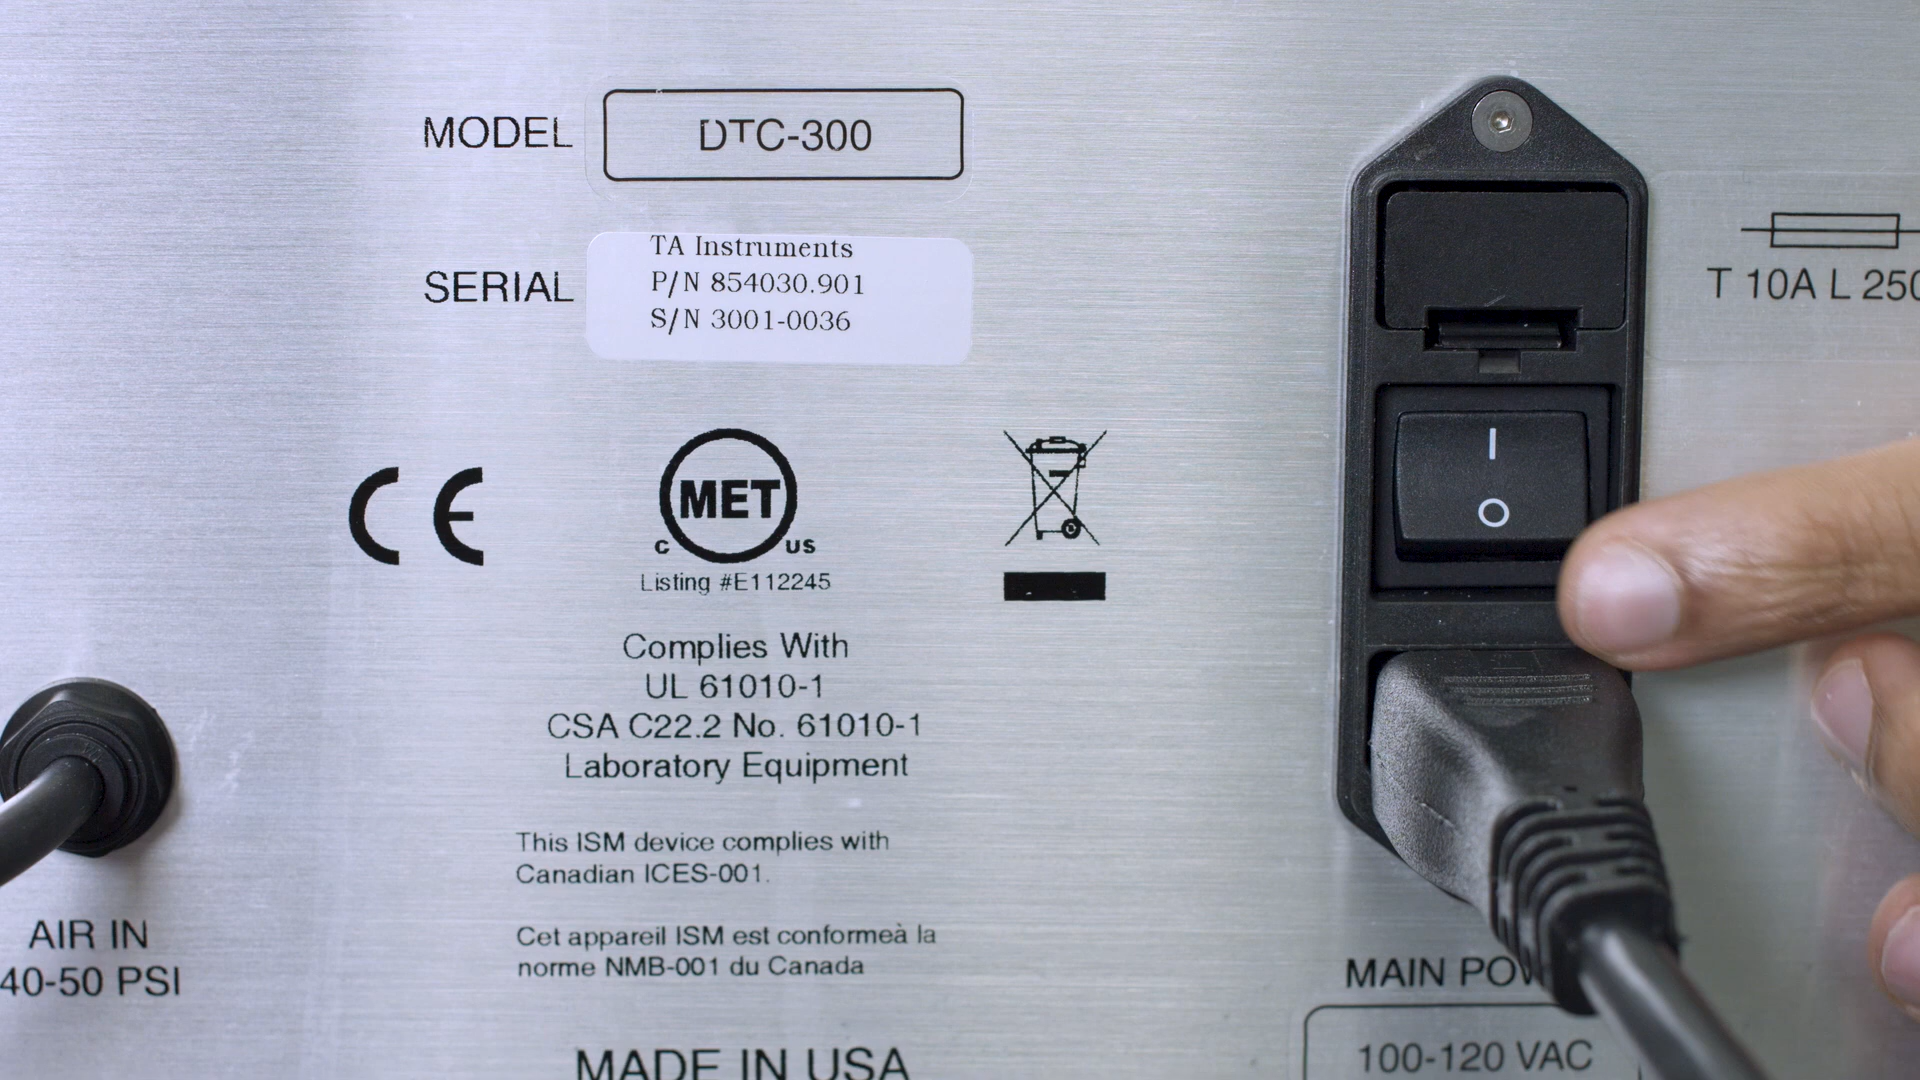 MODEL DTC-300
SERIAL
TA Instruments
P/N 854030.901
S/N 3001-0036
T 10A L 250
I
O
CE
MET
C US
Listing #E112245
Complies With
UL 61010-1
CSA C22.2 No. 61010-1
Laboratory Equipment
This ISM device complies with
Canadian ICES-001.
Cet appareil ISM est conformeà la
norme NMB-001 du Canada
AIR IN
40-50 PSI
MADE IN USA
MAIN
100-120 VAC